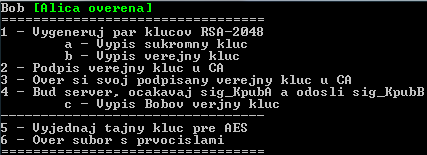 Bob [Alica overena]
==============================
1 - Vygeneruj par klucov RSA-2048
a - Vypis sukromny kluc
b - Vypis verejny kluc
2 - Podpis verejny kluc u CA
3 - Over si svoj podpisany verejny kluc u CA
4 - Bud server, ocakavaj sig_KpubA a odosli sig_KpubB
c - Vypis Bobov verjny kluc
------------------------------
5 - Vyjednaj tajny kluc pre AES
6 - Over subor s prvocislami
==============================